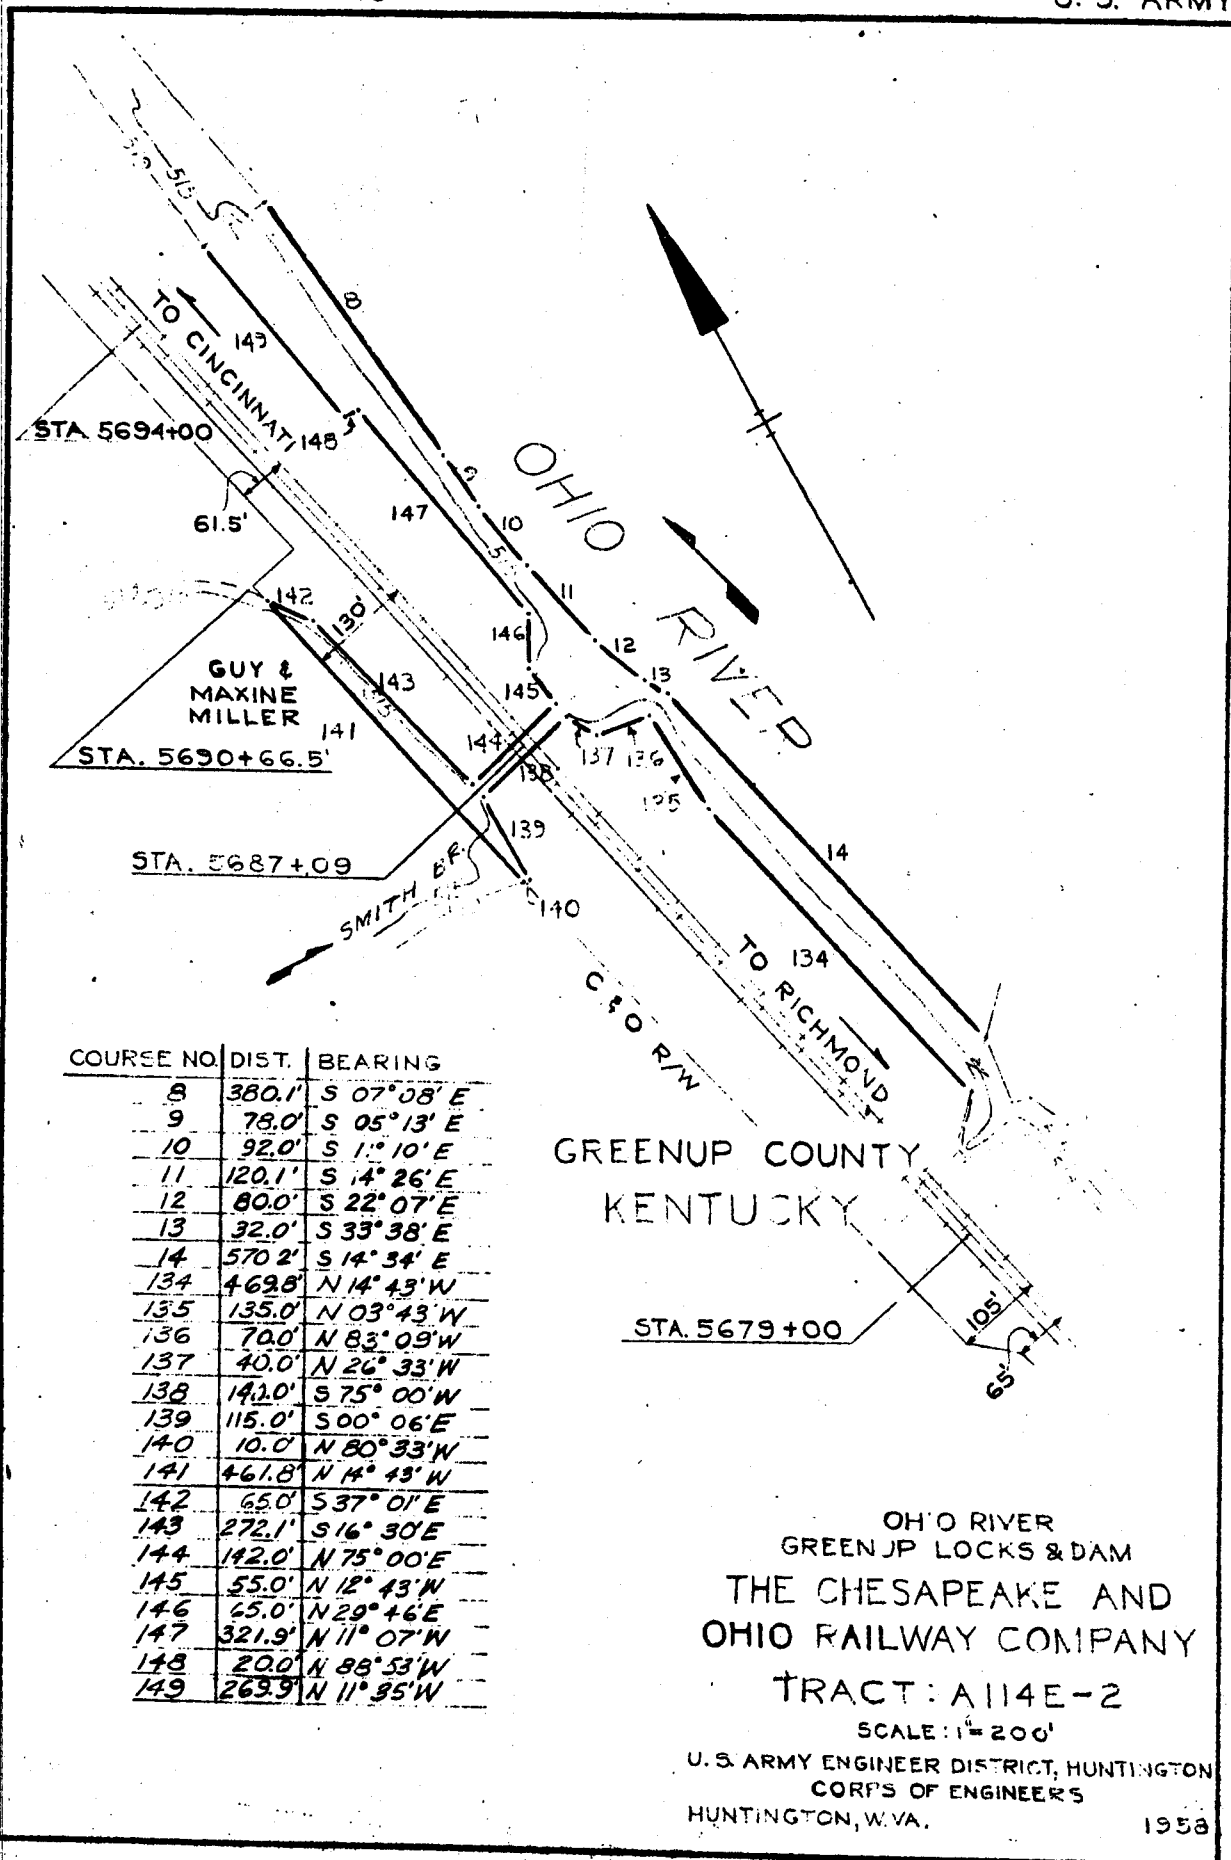 U. S. ARMY
513
515
8
TO CINCINNATI
149
148
STA 5694+00
9
OHIO
RIVER
61.5'
147
10
11
142
130'
146
12
13
GUY &
MAXINE
MILLER
143
145
141
144
138
137
136
135
STA. 5690+66.5'
139
14
STA. 5687+09
SMITH BR.
140
TO RICHMOND
134
C & O R/W
COURSE NO. DIST. BEARING
8 380.1' S 07° 08' E
9 78.0' S 05° 13' E
10 92.0' S 10' E
11 120.1' S 14° 26' E
12 80.0' S 22° 07' E
13 32.0' S 33° 38' E
14 570.2' S 14° 34' E
134 469.8' N 14° 43' W
135 135.0' N 03° 43' W
136 70.0' N 83° 09' W
137 40.0' N 26° 33' W
138 S 75° 00' W
139 115.0' S 00° 06' E
140 10.0' N 80° 33' W
141 461.8' N 14° 43' W
142 65.0' S 37° 01' E
143 272.1' S 16° 30' E
144 142.0' N 75° 00' E
145 55.0' N 12° 43' W
146 65.0' N 29° 46' E
147 321.9' N 11° 07' W
148 20.0' N 88° 53' W
149 269.9' N 11° 35' W
GREENUP COUNTY
KENTUCKY
STA. 5679+00
105'
65'
OHIO RIVER
GREENUP LOCKS & DAM
THE CHESAPEAKE AND
OHIO RAILWAY COMPANY
TRACT: A114E-2
SCALE: 1" = 200'
U. S. ARMY ENGINEER DISTRICT, HUNTINGTON
CORPS OF ENGINEERS
HUNTINGTON, W. VA. 1958